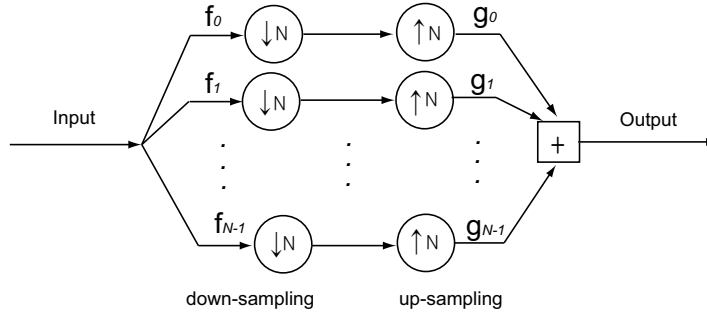 f0 ↓N ↑N g0
f1 ↓N ↑N g1
Input
+
Output
fN-1 ↓N ↑N gN-1
down-sampling
up-sampling